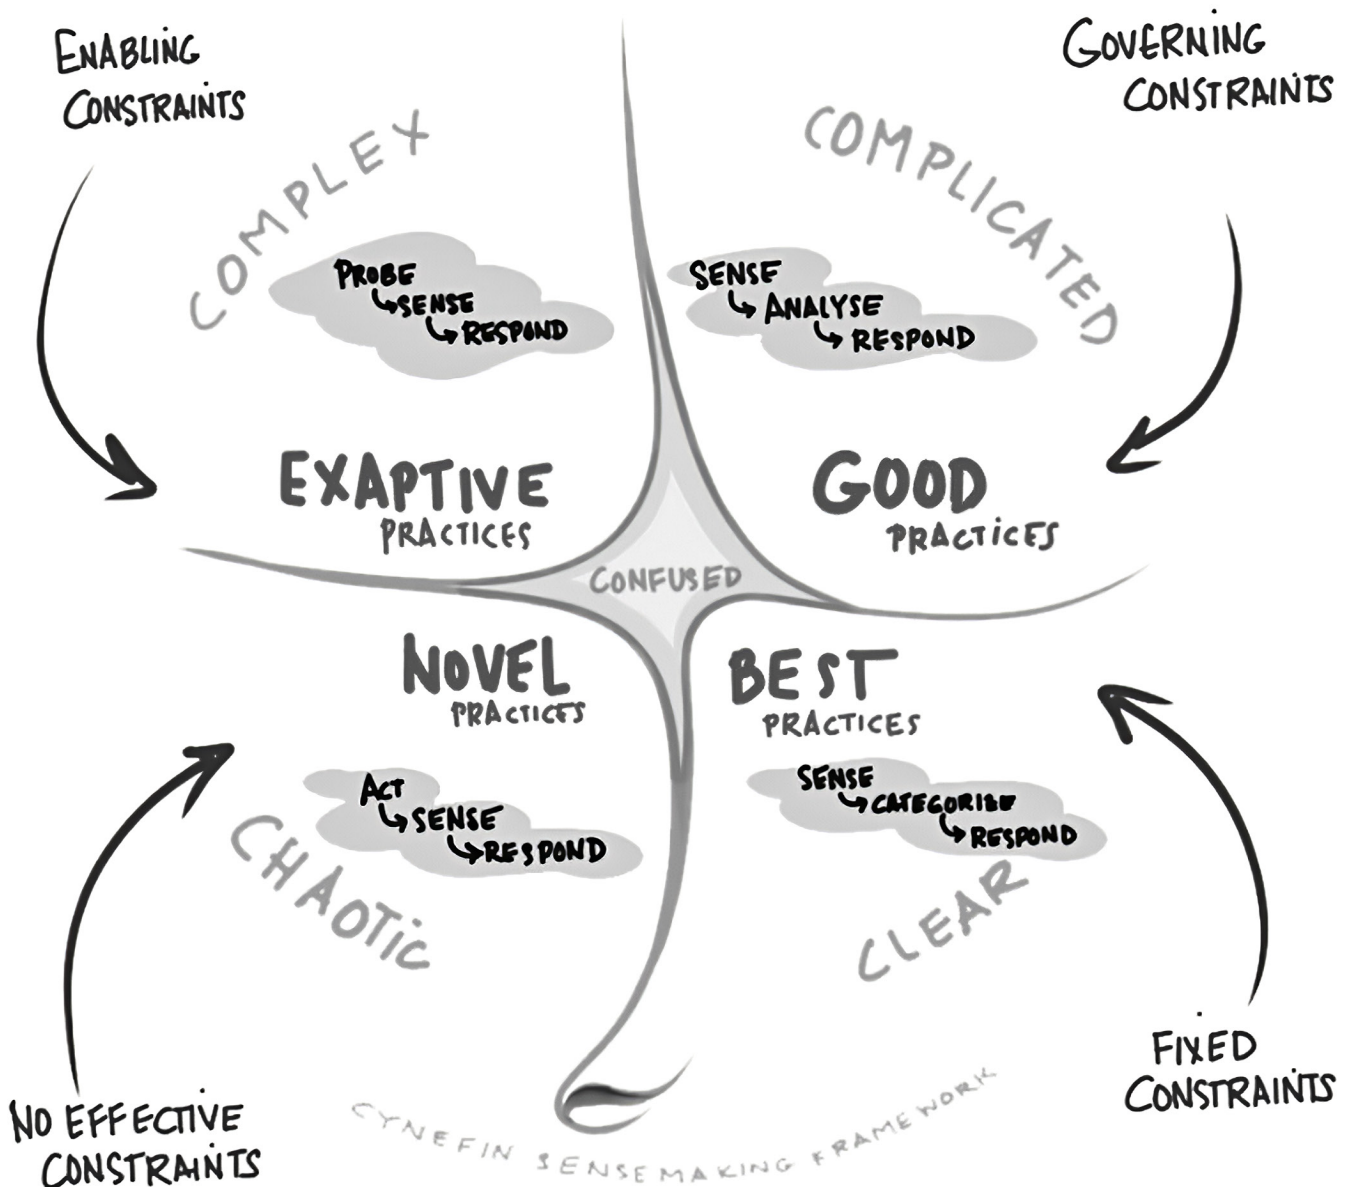 ENABLING
CONSTRAINTS
GOVERNING
CONSTRAINTS
COMPLEX
COMPLICATED
PROBE
SENSE
RESPOND
SENSE
ANALYSE
RESPOND
EXAPTIVE
PRACTICES
GOOD
PRACTICES
CONFUSED
NOVEL
PRACTICES
BEST
PRACTICES
ACT
SENSE
RESPOND
SENSE
CATEGORISE
RESPOND
CHAOTIC
CLEAR
NO EFFECTIVE
CONSTRAINTS
FIXED
CONSTRAINTS
CYNEFIN SENSEMAKING FRAMEWORK